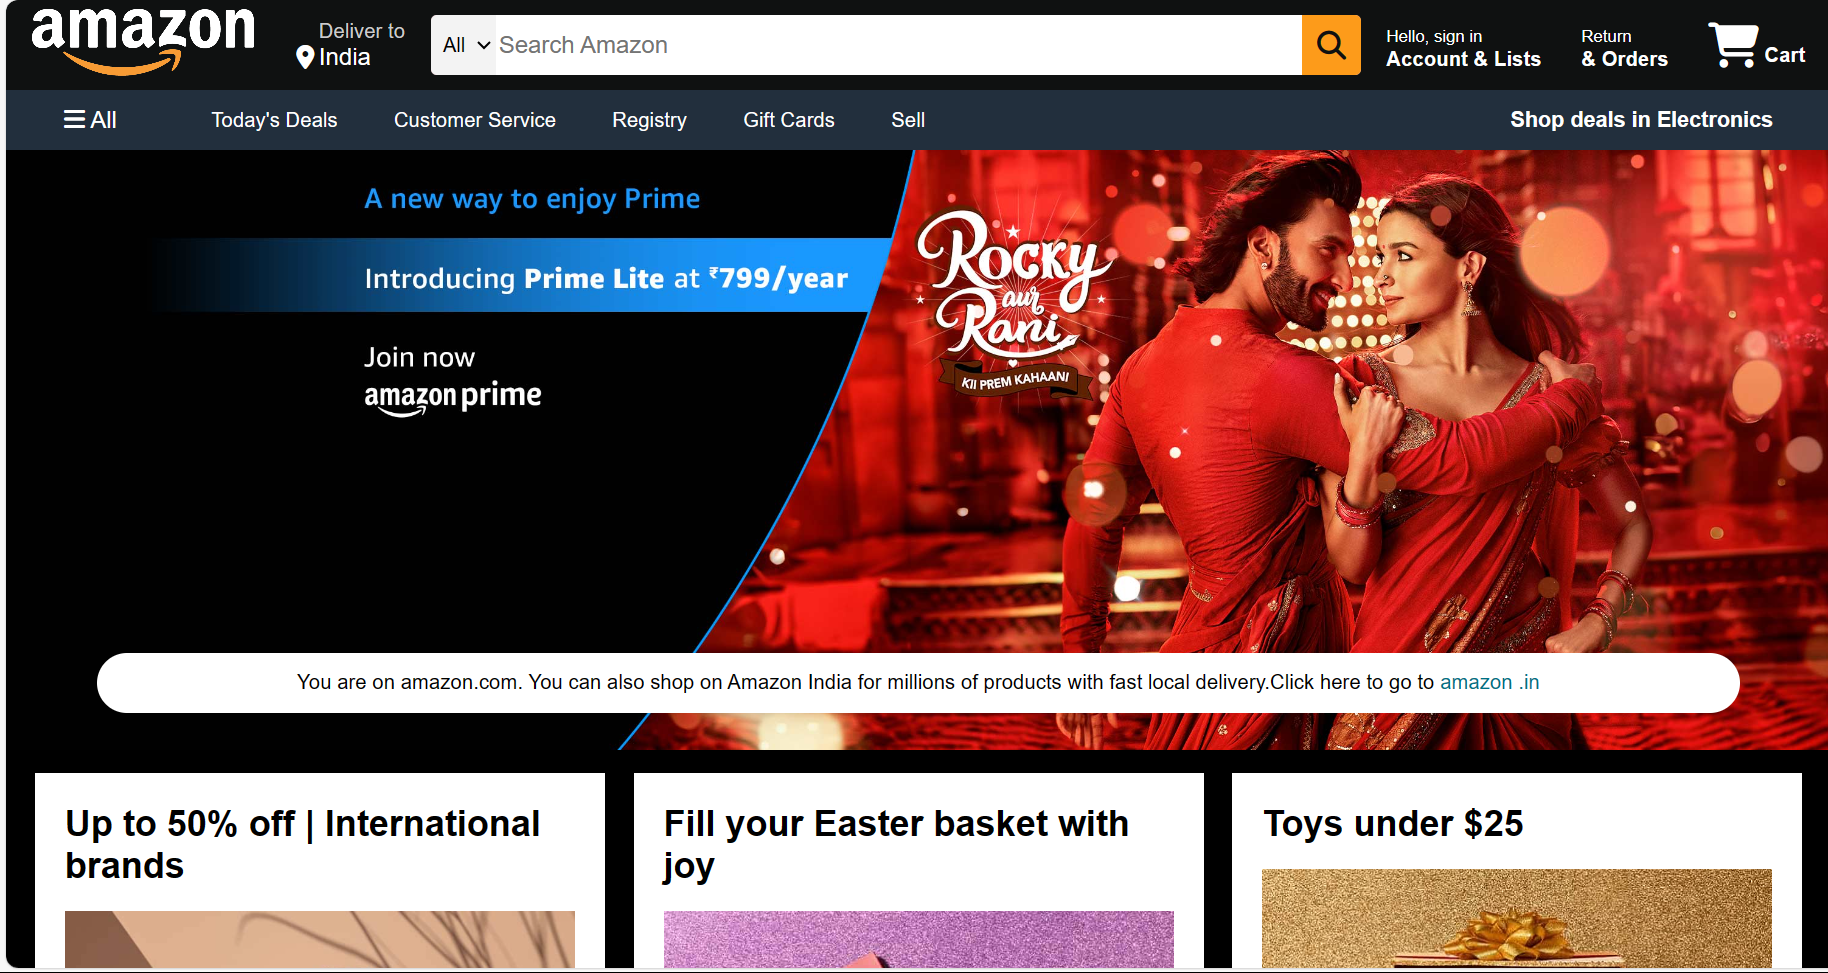 amazon
Deliver to
India
All
Search Amazon
Hello, sign in
Account & Lists
Return
& Orders
Cart
All
Today's Deals
Customer Service
Registry
Gift Cards
Sell
Shop deals in Electronics
A new way to enjoy Prime
Introducing Prime Lite at ₹799/year
Join now
amazon prime
Rocky
aur
Rani
KII PREM KAHAANI
You are on amazon.com. You can also shop on Amazon India for millions of products with fast local delivery.Click here to go to amazon .in
Up to 50% off | International
brands
Fill your Easter basket with
joy
Toys under $25